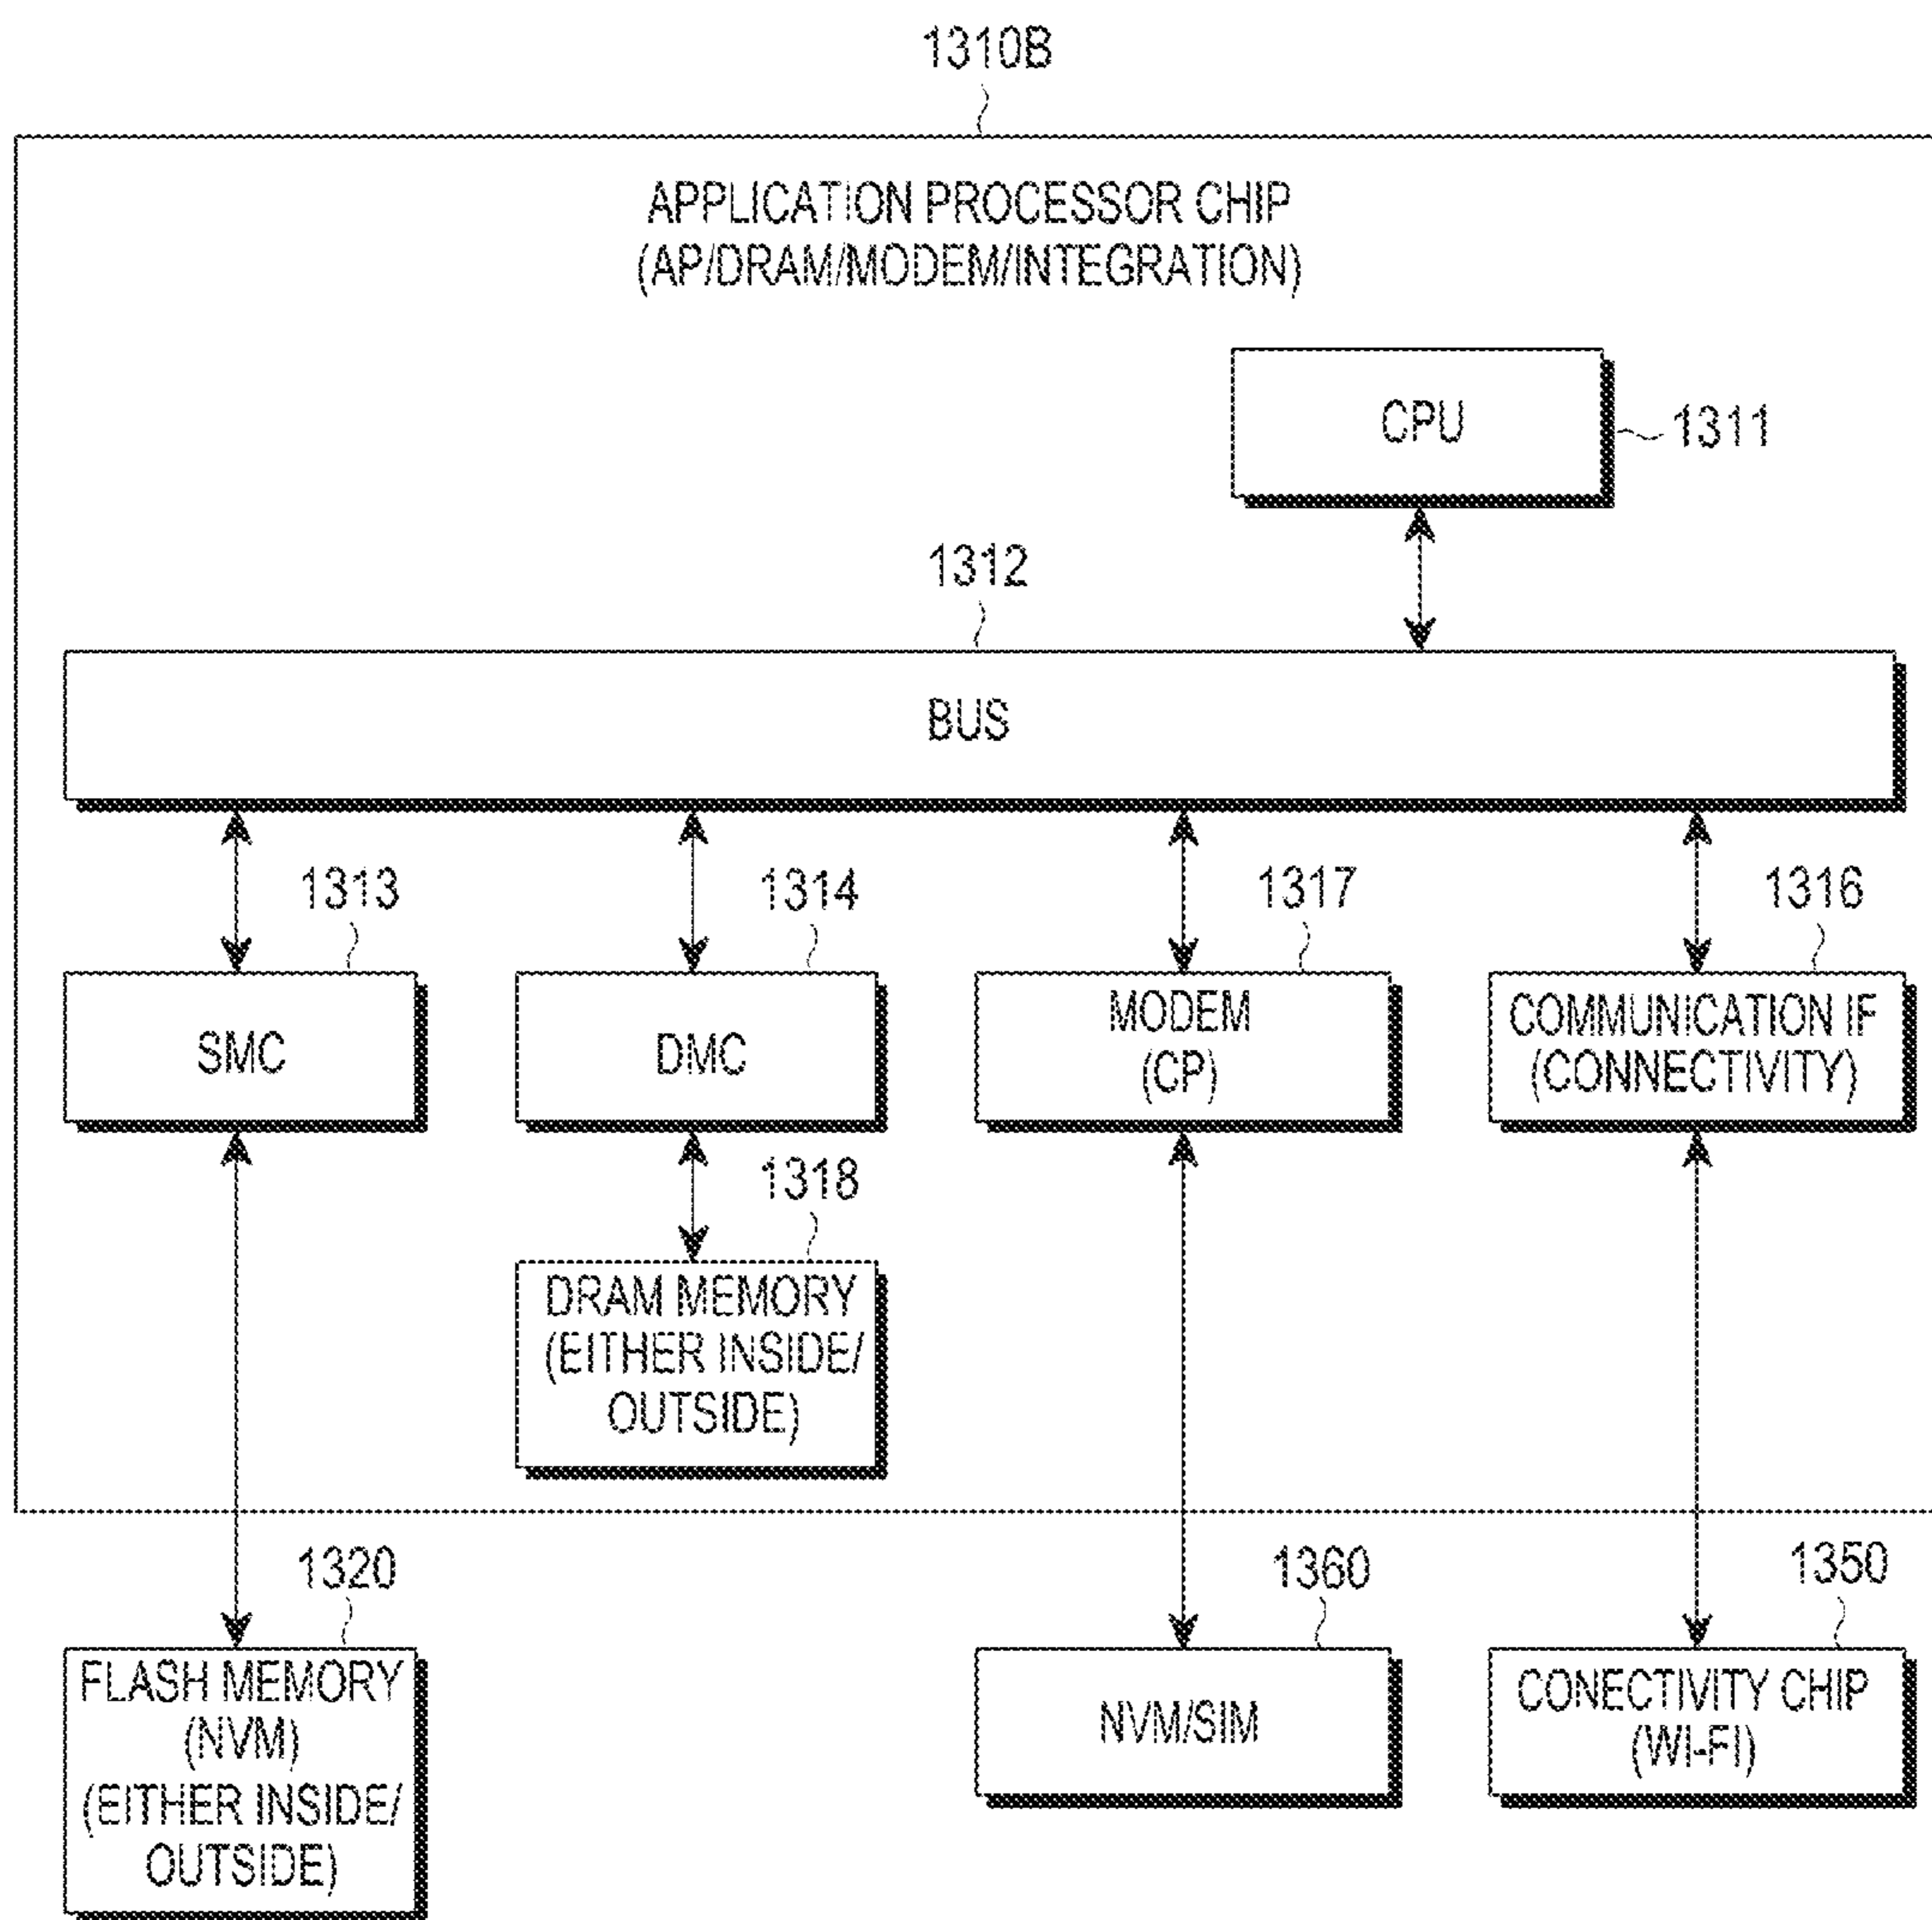 1310B
APPLICATION PROCESSOR CHIP
(AP/DRAM/MODEM/INTEGRATION)
CPU
1311
1312
BUS
1313
1314
1317
1316
SMC
DMC
MODEM
(CP)
COMMUNICATION IF
(CONNECTIVITY)
1318
DRAM MEMORY
(EITHER INSIDE/
OUTSIDE)
1320
1360
1350
FLASH MEMORY
(NVM)
(EITHER INSIDE/
OUTSIDE)
NVM/SIM
CONECTIVITY CHIP
(WI-FI)